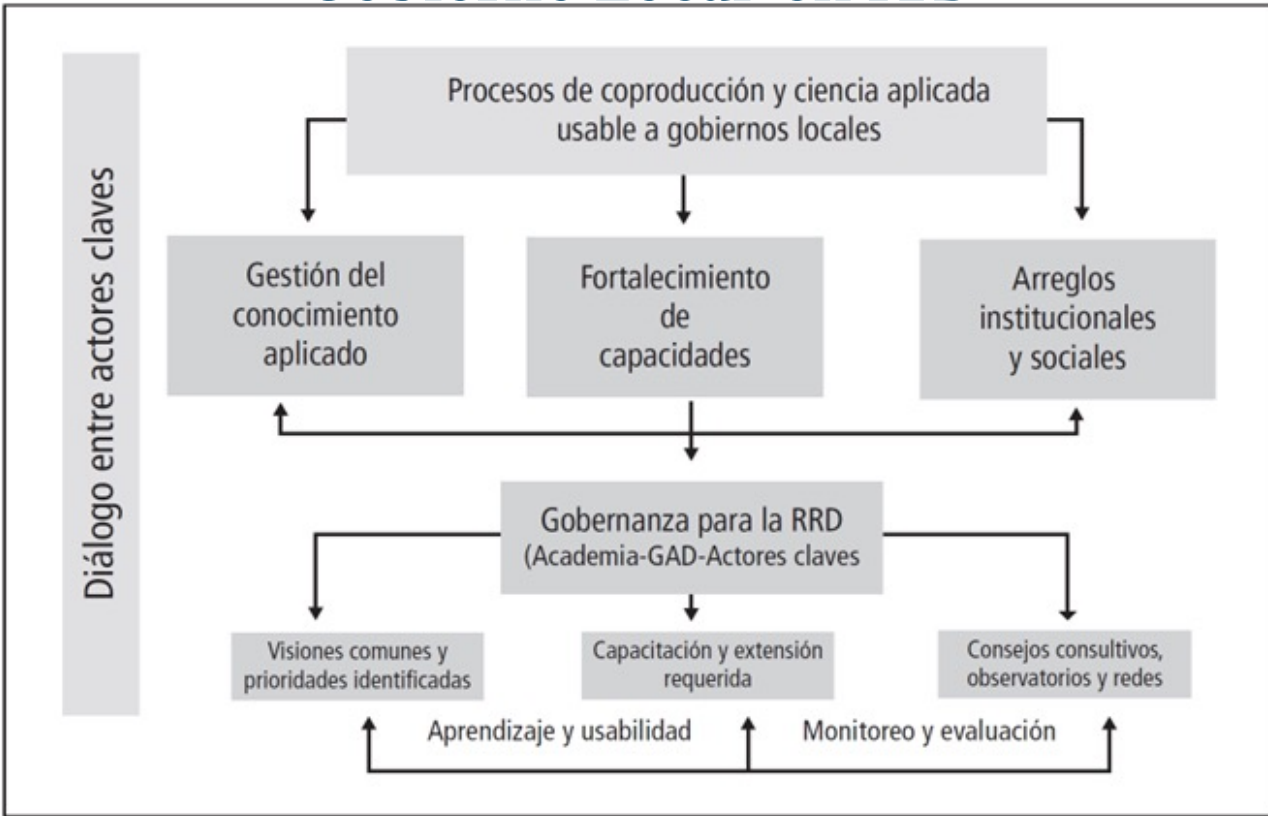 Diálogo entre actores claves
Procesos de coproducción y ciencia aplicada
usable a gobiernos locales
Gestión del
conocimiento
aplicado
Fortalecimiento
de
capacidades
Arreglos
institucionales
y sociales
Gobernanza para la RRD
(Academia-GAD-Actores claves
Visiones comunes y
prioridades identificadas
Capacitación y extensión
requerida
Consejos consultivos,
observatorios y redes
Aprendizaje y usabilidad
Monitoreo y evaluación